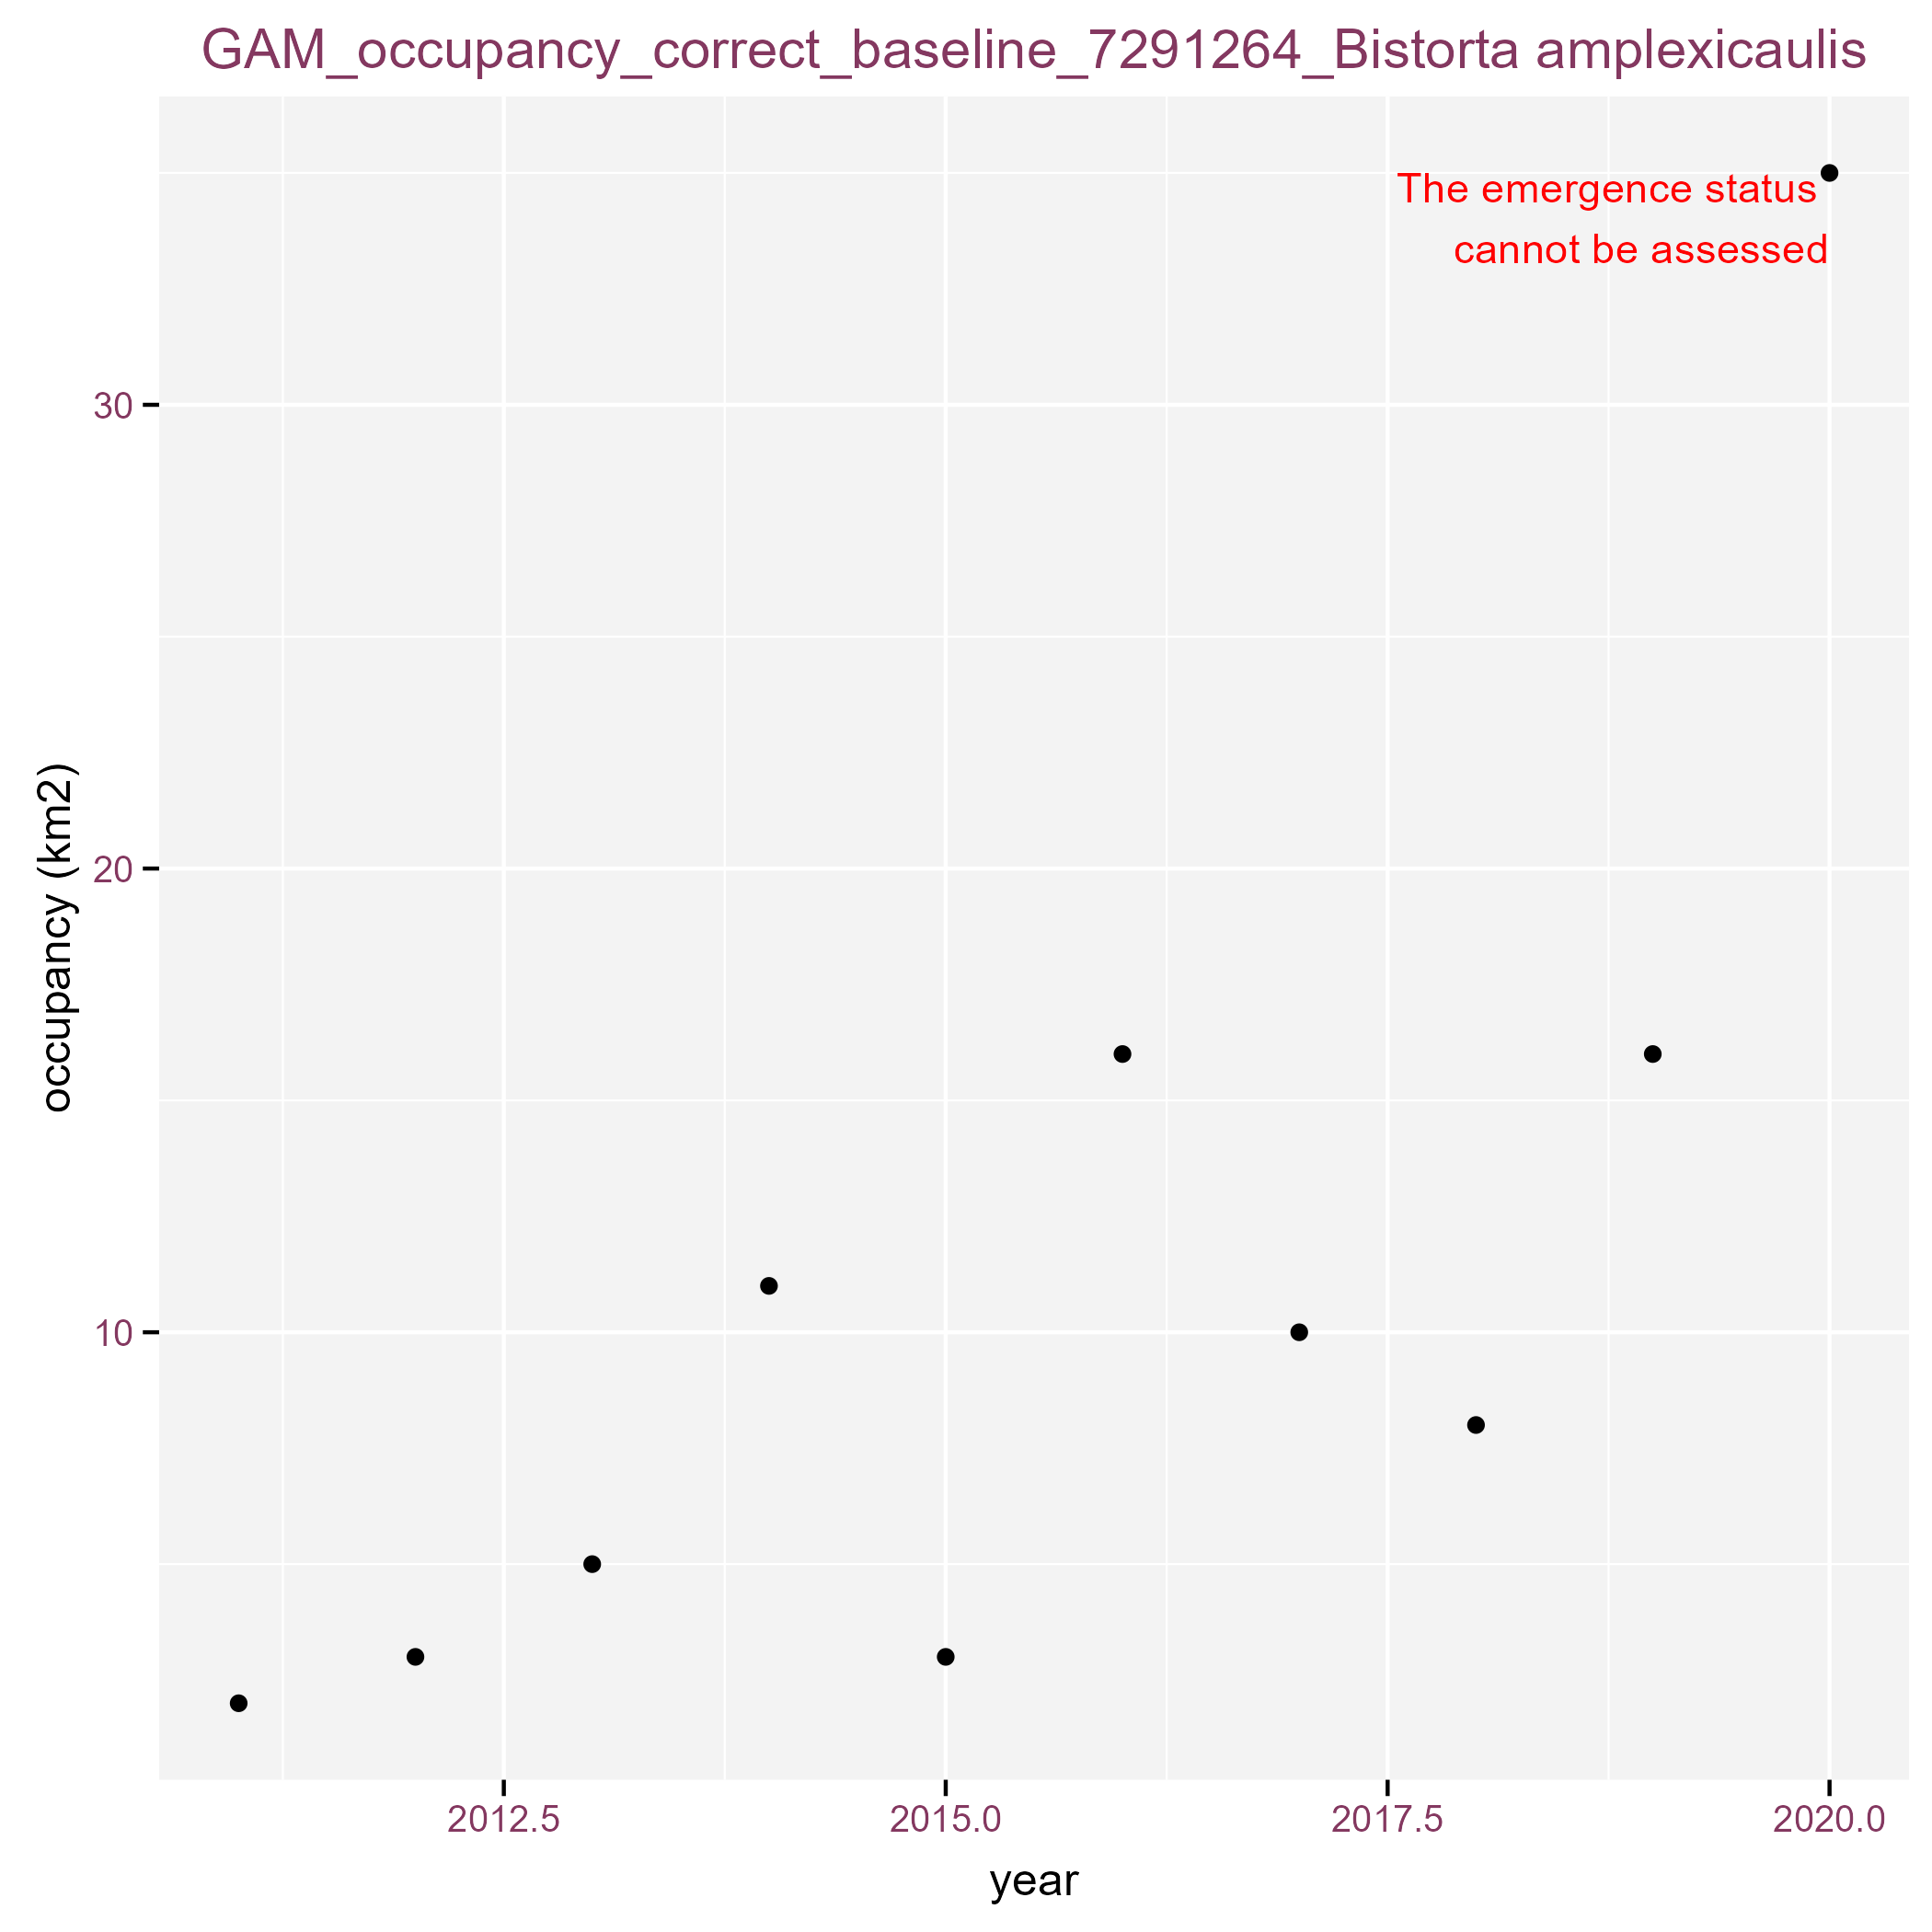 GAM_occupancy_correct_baseline_7291264_Bistorta amplexicaulis
The emergence status
cannot be assessed
30
20
10
occupancy (km2)
2012.5
2015.0
2017.5
2020.0
year